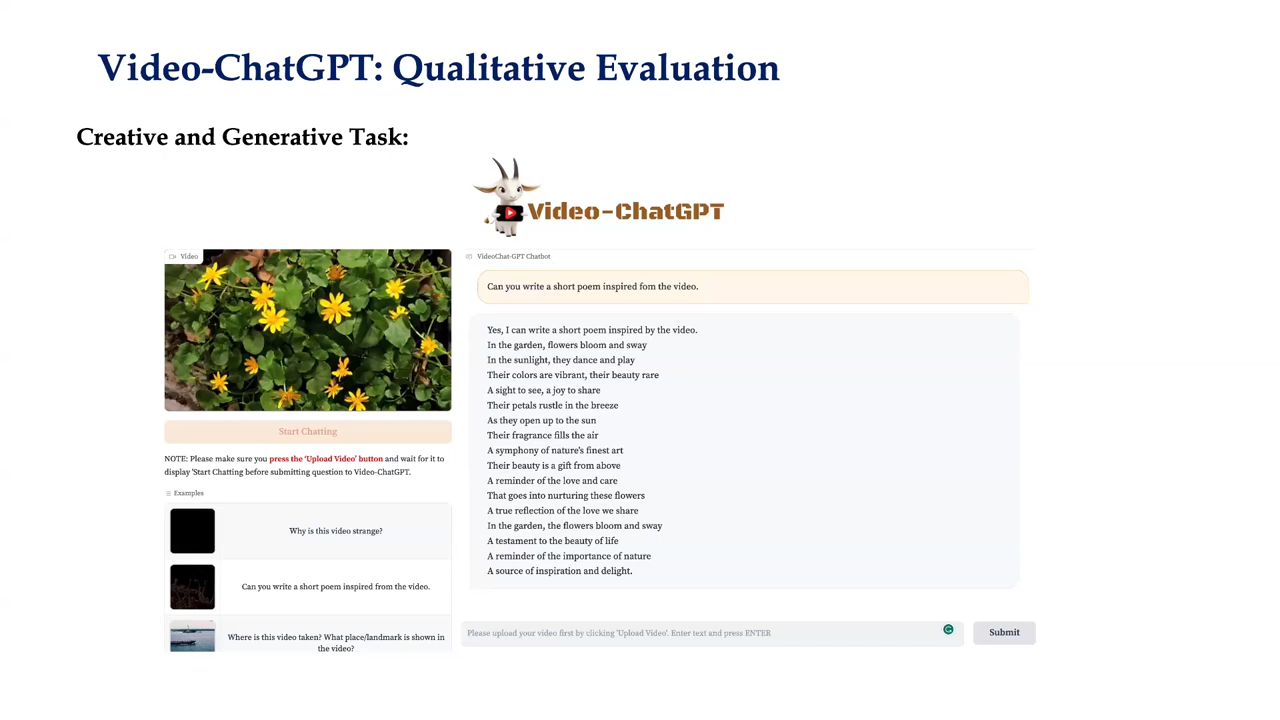 Video-ChatGPT: Qualitative Evaluation
Creative and Generative Task:
Video-ChatGPT
Video
Start Chatting
NOTE: Please make sure you press the 'Upload Video' button and wait for it to
display 'Start Chatting before submitting question to Video-ChatGPT.
Examples
Why is this video strange?
Can you write a short poem inspired from the video.
Where is this video taken? What place/landmark is shown in
the video?
VideoChat-GPT Chatbot
Can you write a short poem inspired fom the video.
Yes, I can write a short poem inspired by the video.
In the garden, flowers bloom and sway
In the sunlight, they dance and play
Their colors are vibrant, their beauty rare
A sight to see, a joy to share
Their petals rustle in the breeze
As they open up to the sun
Their fragrance fills the air
A symphony of nature's finest art
Their beauty is a gift from above
A reminder of the love and care
That goes into nurturing these flowers
A true reflection of the love we share
In the garden, the flowers bloom and sway
A testament to the beauty of life
A reminder of the importance of nature
A source of inspiration and delight.
Please upload your video first by clicking 'Upload Video'. Enter text and press ENTER
Submit